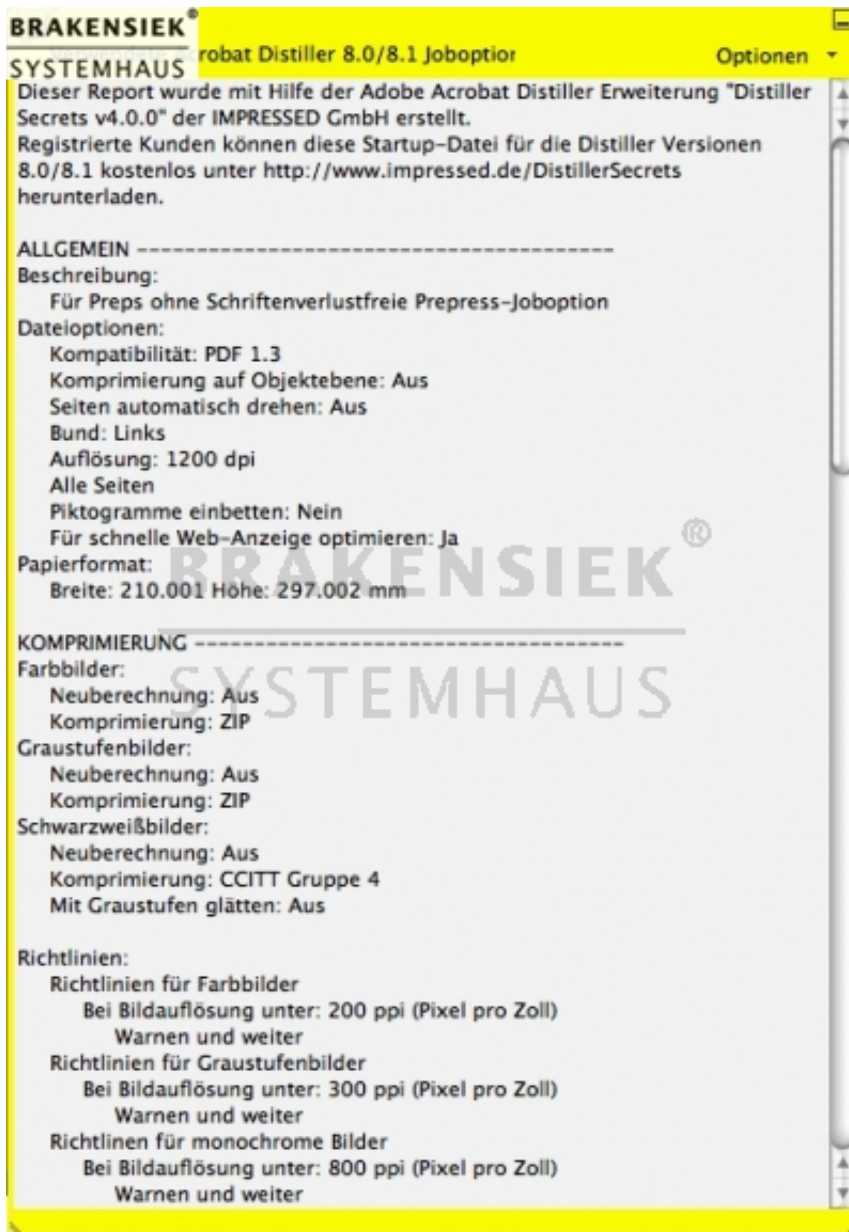 BRAKENSIEK®
SYSTEMHAUS
Verwendete Acrobat Distiller 8.0/8.1 Joboption
Optionen
Dieser Report wurde mit Hilfe der Adobe Acrobat Distiller Erweiterung "Distiller
Secrets v4.0.0" der IMPRESSED GmbH erstellt.
Registrierte Kunden können diese Startup-Datei für die Distiller Versionen
8.0/8.1 kostenlos unter http://www.impressed.de/DistillerSecrets
herunterladen.
ALLGEMEIN ----------------------------------------
Beschreibung:
Für Preps ohne Schriftenverlustfreie Prepress-Joboption
Dateioptionen:
Kompatibilität: PDF 1.3
Komprimierung auf Objektebene: Aus
Seiten automatisch drehen: Aus
Bund: Links
Auflösung: 1200 dpi
Alle Seiten
Piktogramme einbetten: Nein
Für schnelle Web-Anzeige optimieren: Ja
Papierformat:
Breite: 210.001 Höhe: 297.002 mm
BRAKENSIEK®
SYSTEMHAUS
KOMPRIMIERUNG ------------------------------------
Farbbilder:
Neuberechnung: Aus
Komprimierung: ZIP
Graustufenbilder:
Neuberechnung: Aus
Komprimierung: ZIP
Schwarzweißbilder:
Neuberechnung: Aus
Komprimierung: CCITT Gruppe 4
Mit Graustufen glätten: Aus
Richtlinien:
Richtlinien für Farbbilder
Bei Bildauflösung unter: 200 ppi (Pixel pro Zoll)
Warnen und weiter
Richtlinien für Graustufenbilder
Bei Bildauflösung unter: 300 ppi (Pixel pro Zoll)
Warnen und weiter
Richtlinen für monochrome Bilder
Bei Bildauflösung unter: 800 ppi (Pixel pro Zoll)
Warnen und weiter